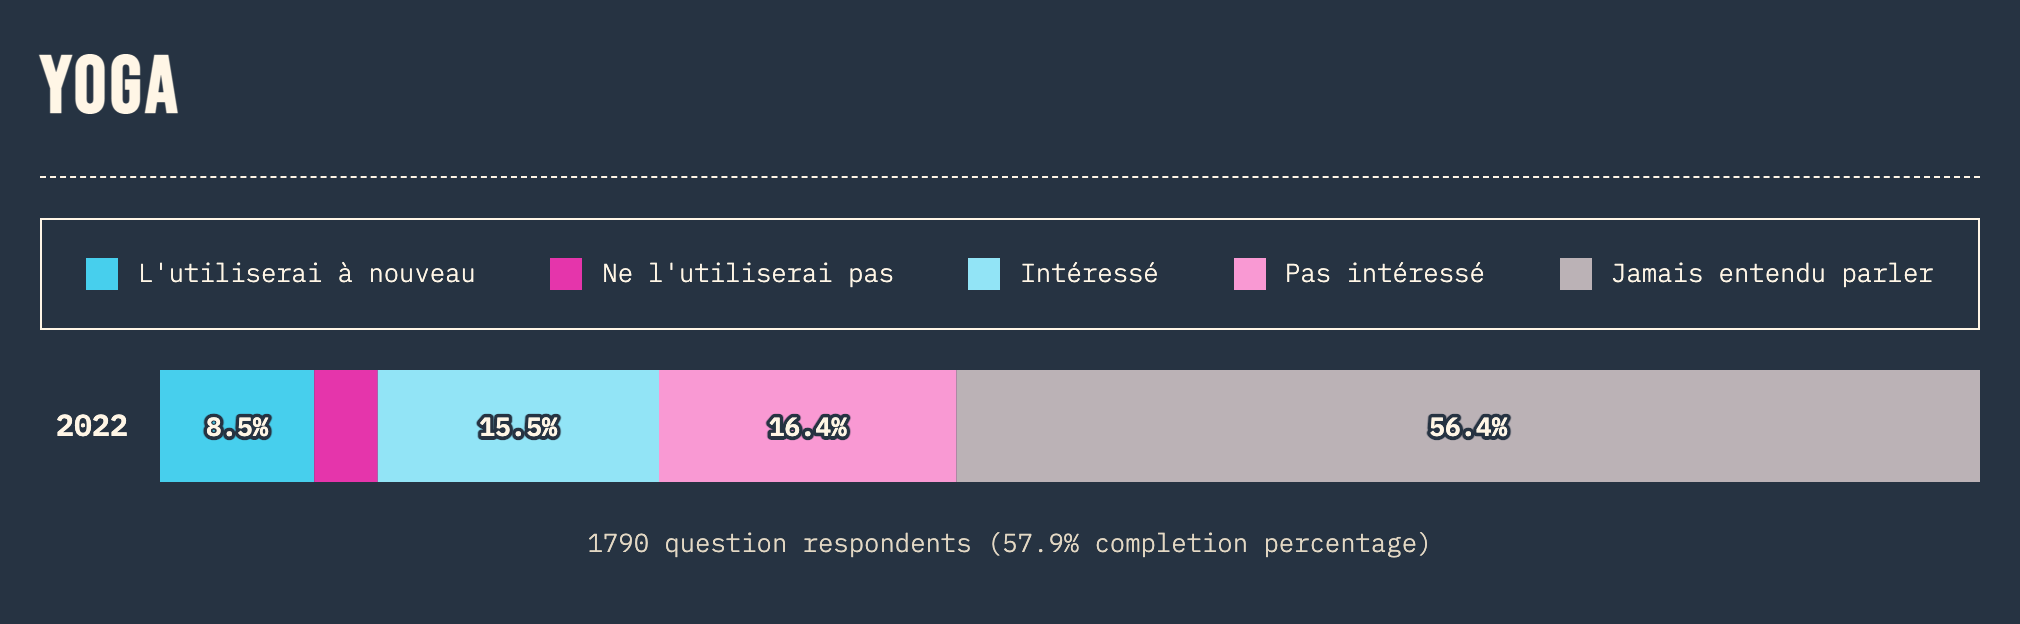 YOGA
L'utiliserai à nouveau Ne l'utiliserai pas Intéressé Pas intéressé Jamais entendu parler
2022 8.5% 15.5% 16.4% 56.4%
1790 question respondents (57.9% completion percentage)